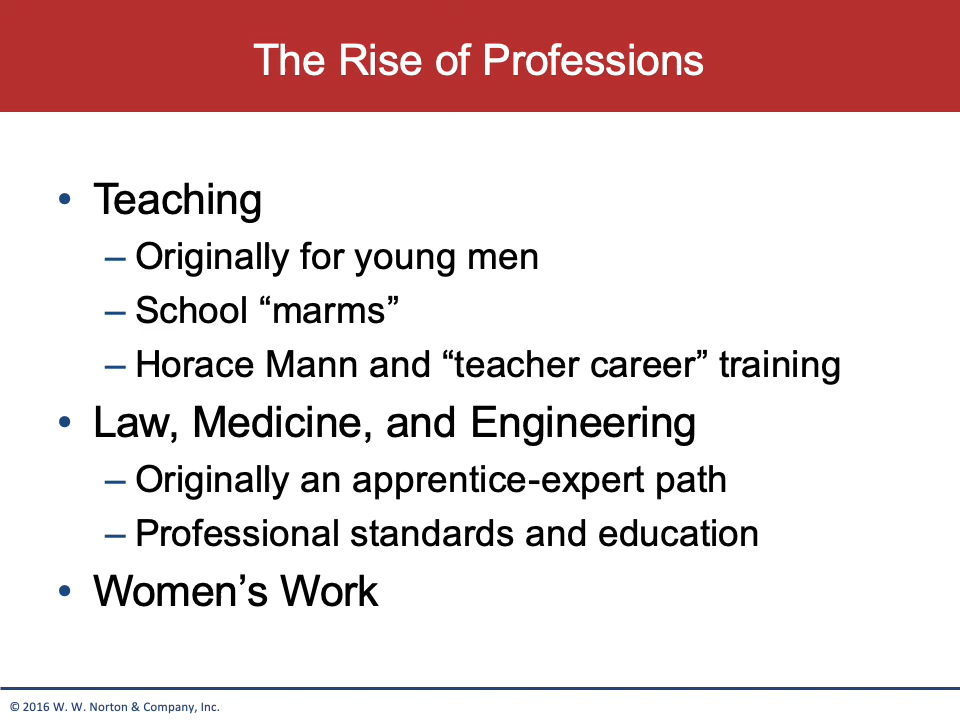 The Rise of Professions
• Teaching
– Originally for young men
– School “marms”
– Horace Mann and “teacher career” training
• Law, Medicine, and Engineering
– Originally an apprentice-expert path
– Professional standards and education
• Women’s Work
© 2016 W. W. Norton & Company, Inc.